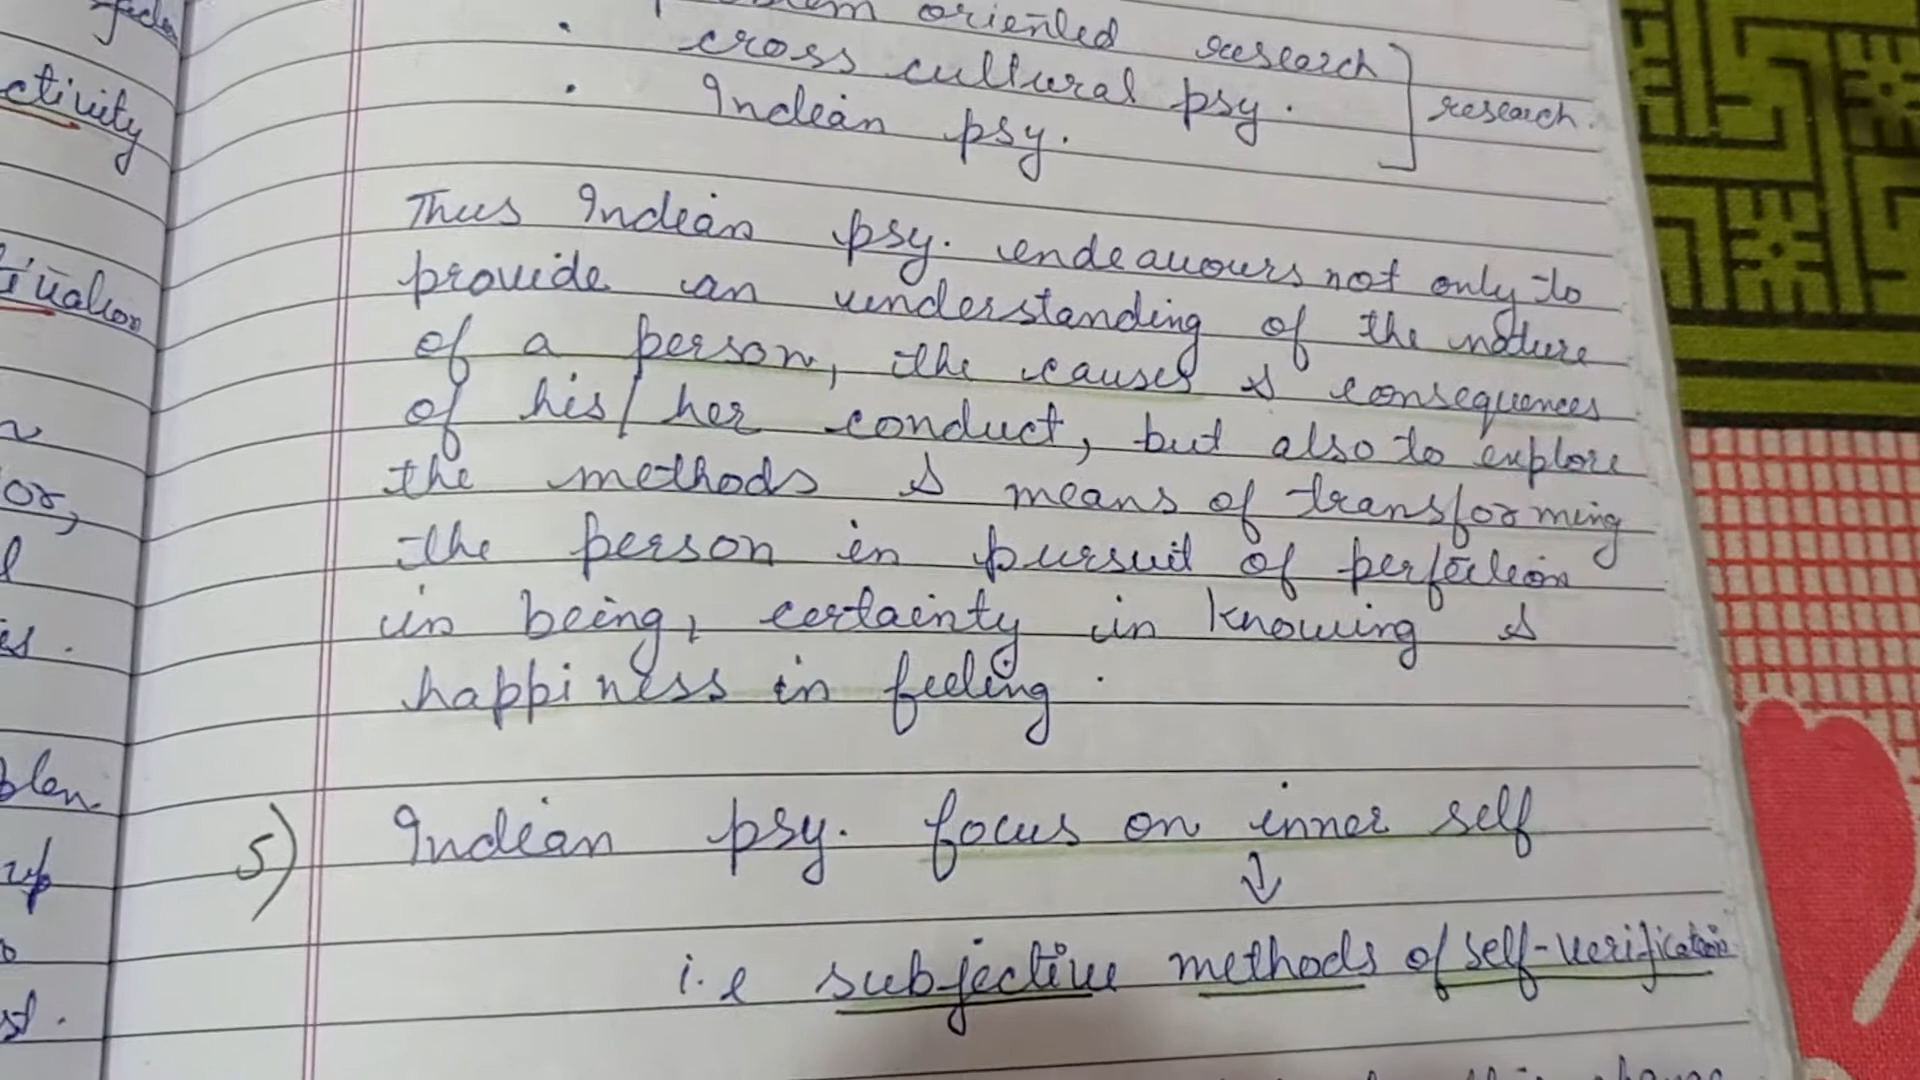 oriented research
• cross cultural psy.
• Indian psy.
research.
Thus Indian psy. endeavours not only to
provide an understanding of the nature
of a person, the causes & consequences
of his/her conduct, but also to explore
the methods & means of transforming
the person in pursuit of perfection
in being, certainty in knowing &
happiness in feeling.
5) Indian psy. focus on inner self
↓
i.e subjective methods of self-verification